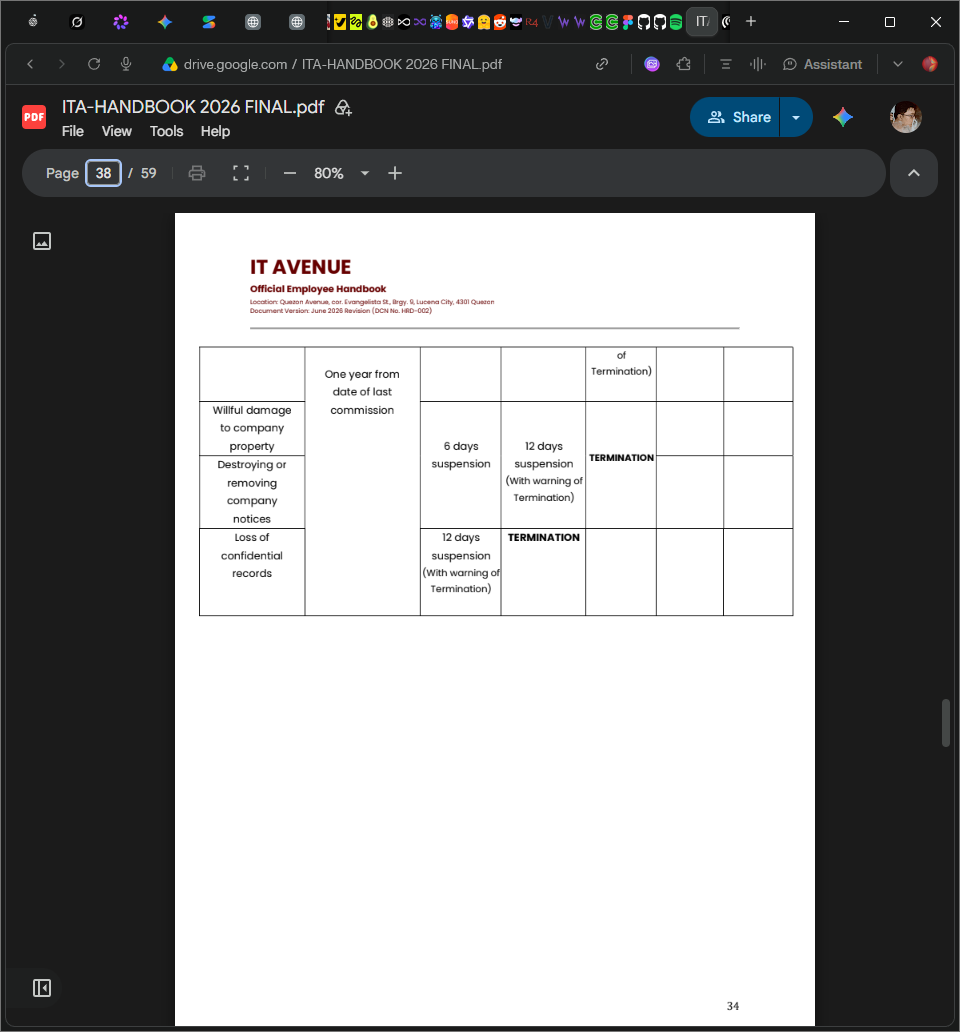 R4
ITA
drive.google.com / ITA-HANDBOOK 2026 FINAL.pdf
Assistant
PDF
ITA-HANDBOOK 2026 FINAL.pdf
File View Tools Help
Share
Page 38 / 59
80%
IT AVENUE
Official Employee Handbook
Location: Quezon Avenue, cor. Evangelista St., Brgy. 9, Lucena City, 4301 Quezon
Document Version: June 2026 Revision (DCN No. HRD-002)
of
Termination)
One year from
date of last
commission
Willful damage
to company
property
6 days
suspension
12 days
suspension
(With warning of
Termination)
TERMINATION
Destroying or
removing
company
notices
Loss of
confidential
records
12 days
suspension
(With warning of
Termination)
TERMINATION
34